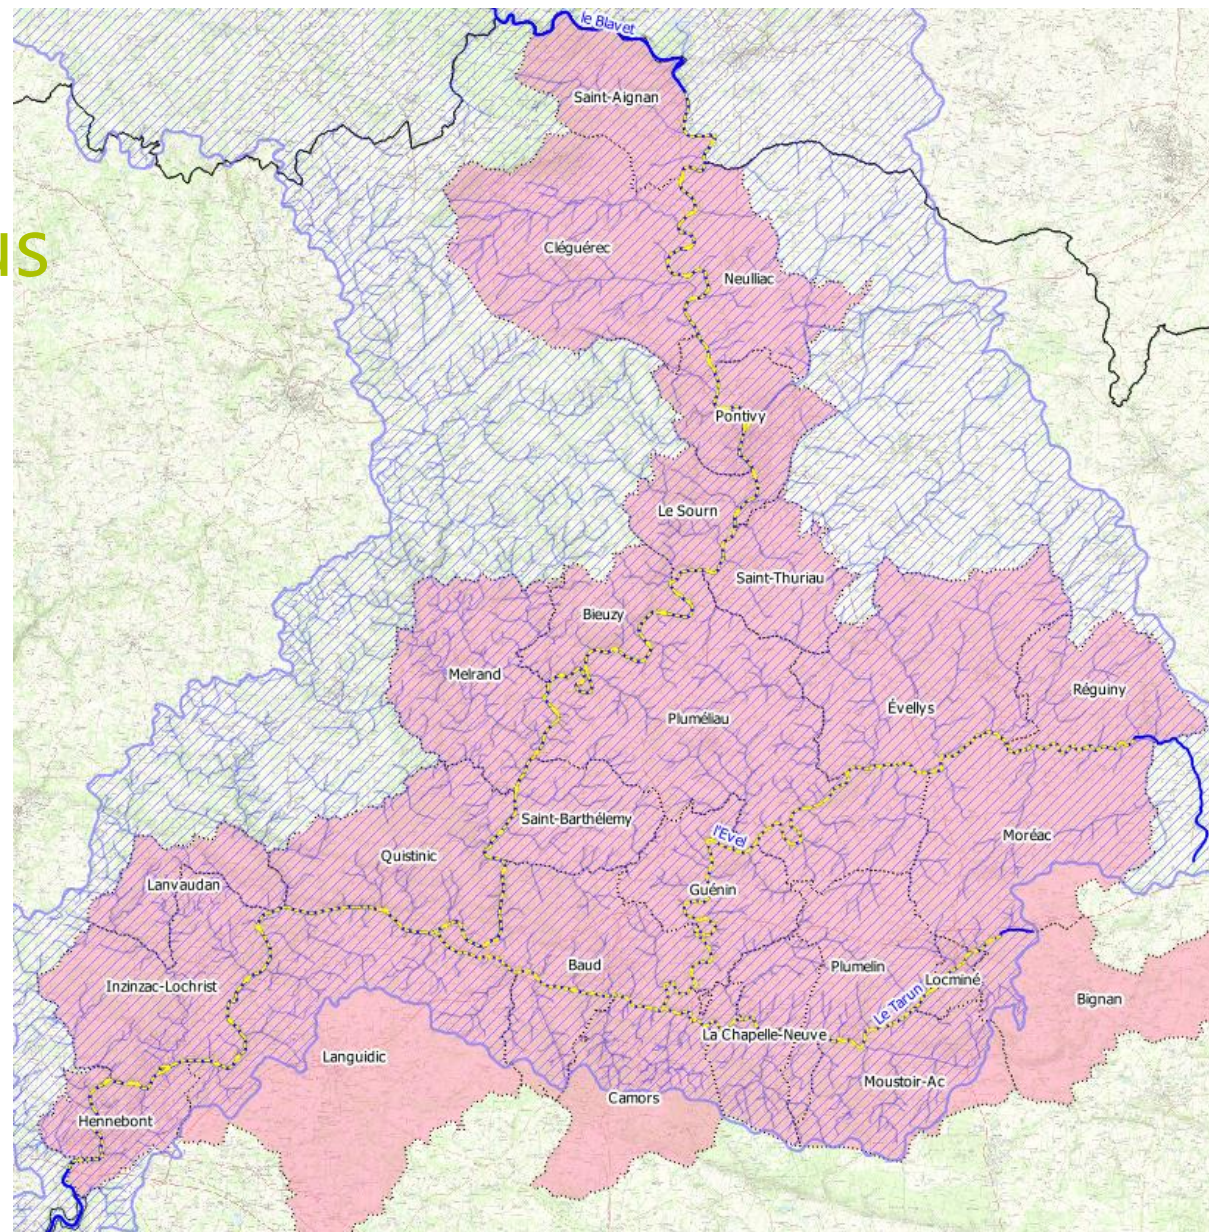 le Blavet
Saint-Aignan
us
Cléguérec
Neulliac
Pontivy
Le Sourn
Saint-Thuriau
Bieuzy
Melrand
Réguiny
Évellys
Pluméliau
Saint-Barthélemy
l'Evel
Moréac
Quistinic
Lanvaudan
Guénin
Baud
Plumelin
Locminé
Inzinzac-Lochrist
Bignan
Le Tarun
La Chapelle-Neuve
Languidic
Moustoir-Ac
Camors
Hennebont